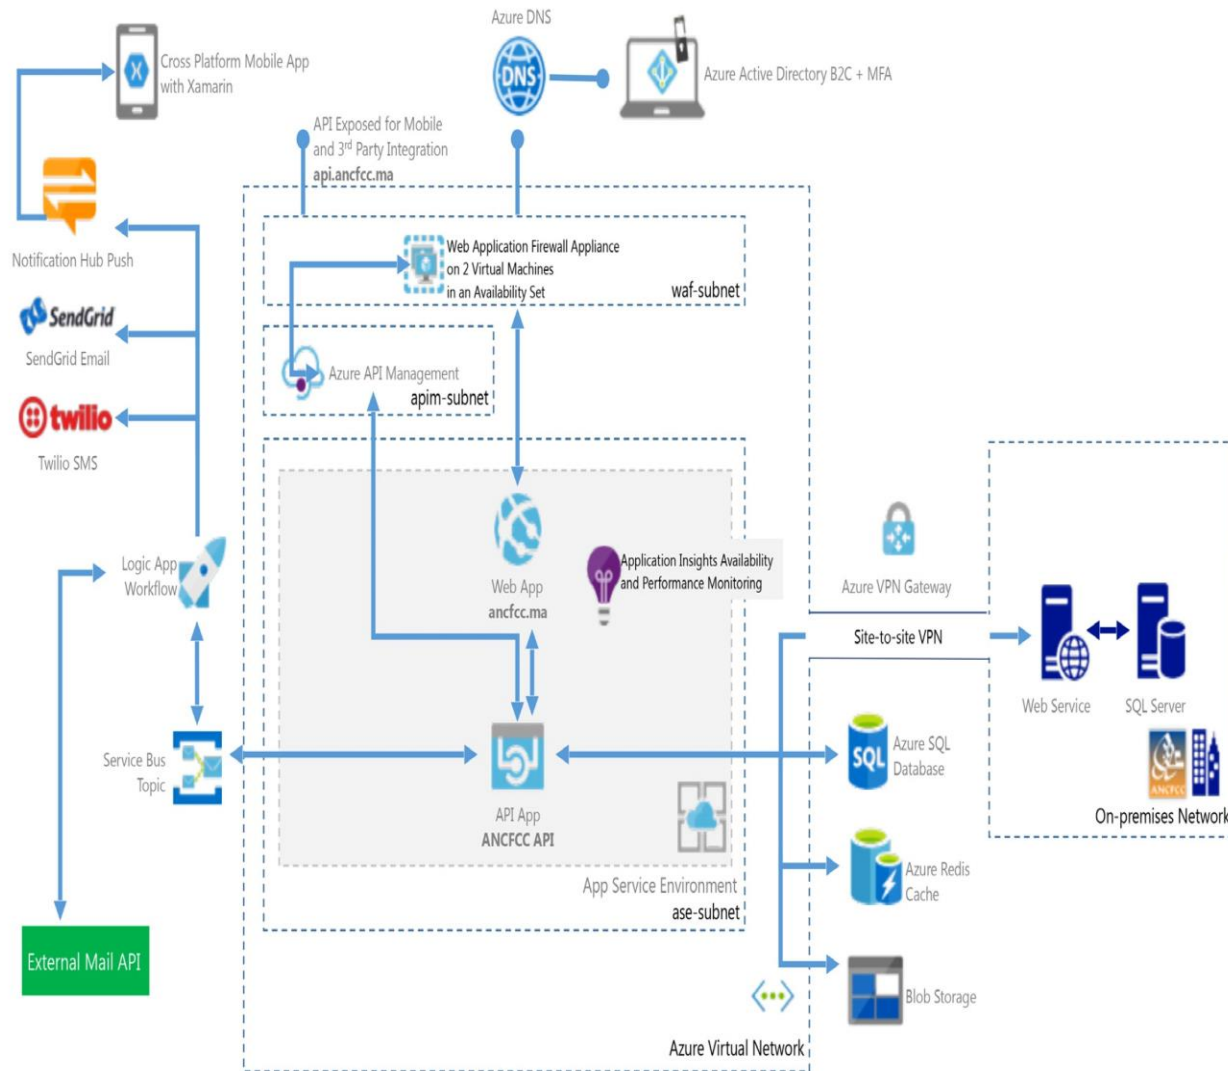 Azure DNS
DNS
Cross Platform Mobile App
with Xamarin
Azure Active Directory B2C + MFA
API Exposed for Mobile
and 3rd Party Integration
api.ancfcc.ma
Notification Hub Push
Web Application Firewall Appliance
on 2 Virtual Machines
in an Availability Set
waf-subnet
SendGrid
SendGrid Email
Azure API Management
apim-subnet
twilio
Twilio SMS
Logic App
Workflow
Web App
ancfcc.ma
Application Insights Availability
and Performance Monitoring
Azure VPN Gateway
Site-to-site VPN
Web Service
SQL Server
Service Bus
Topic
API App
ANCFCC API
SQL
Azure SQL
Database
ANCFCC
On-premises Network
App Service Environment
ase-subnet
Azure Redis
Cache
External Mail API
Blob Storage
Azure Virtual Network